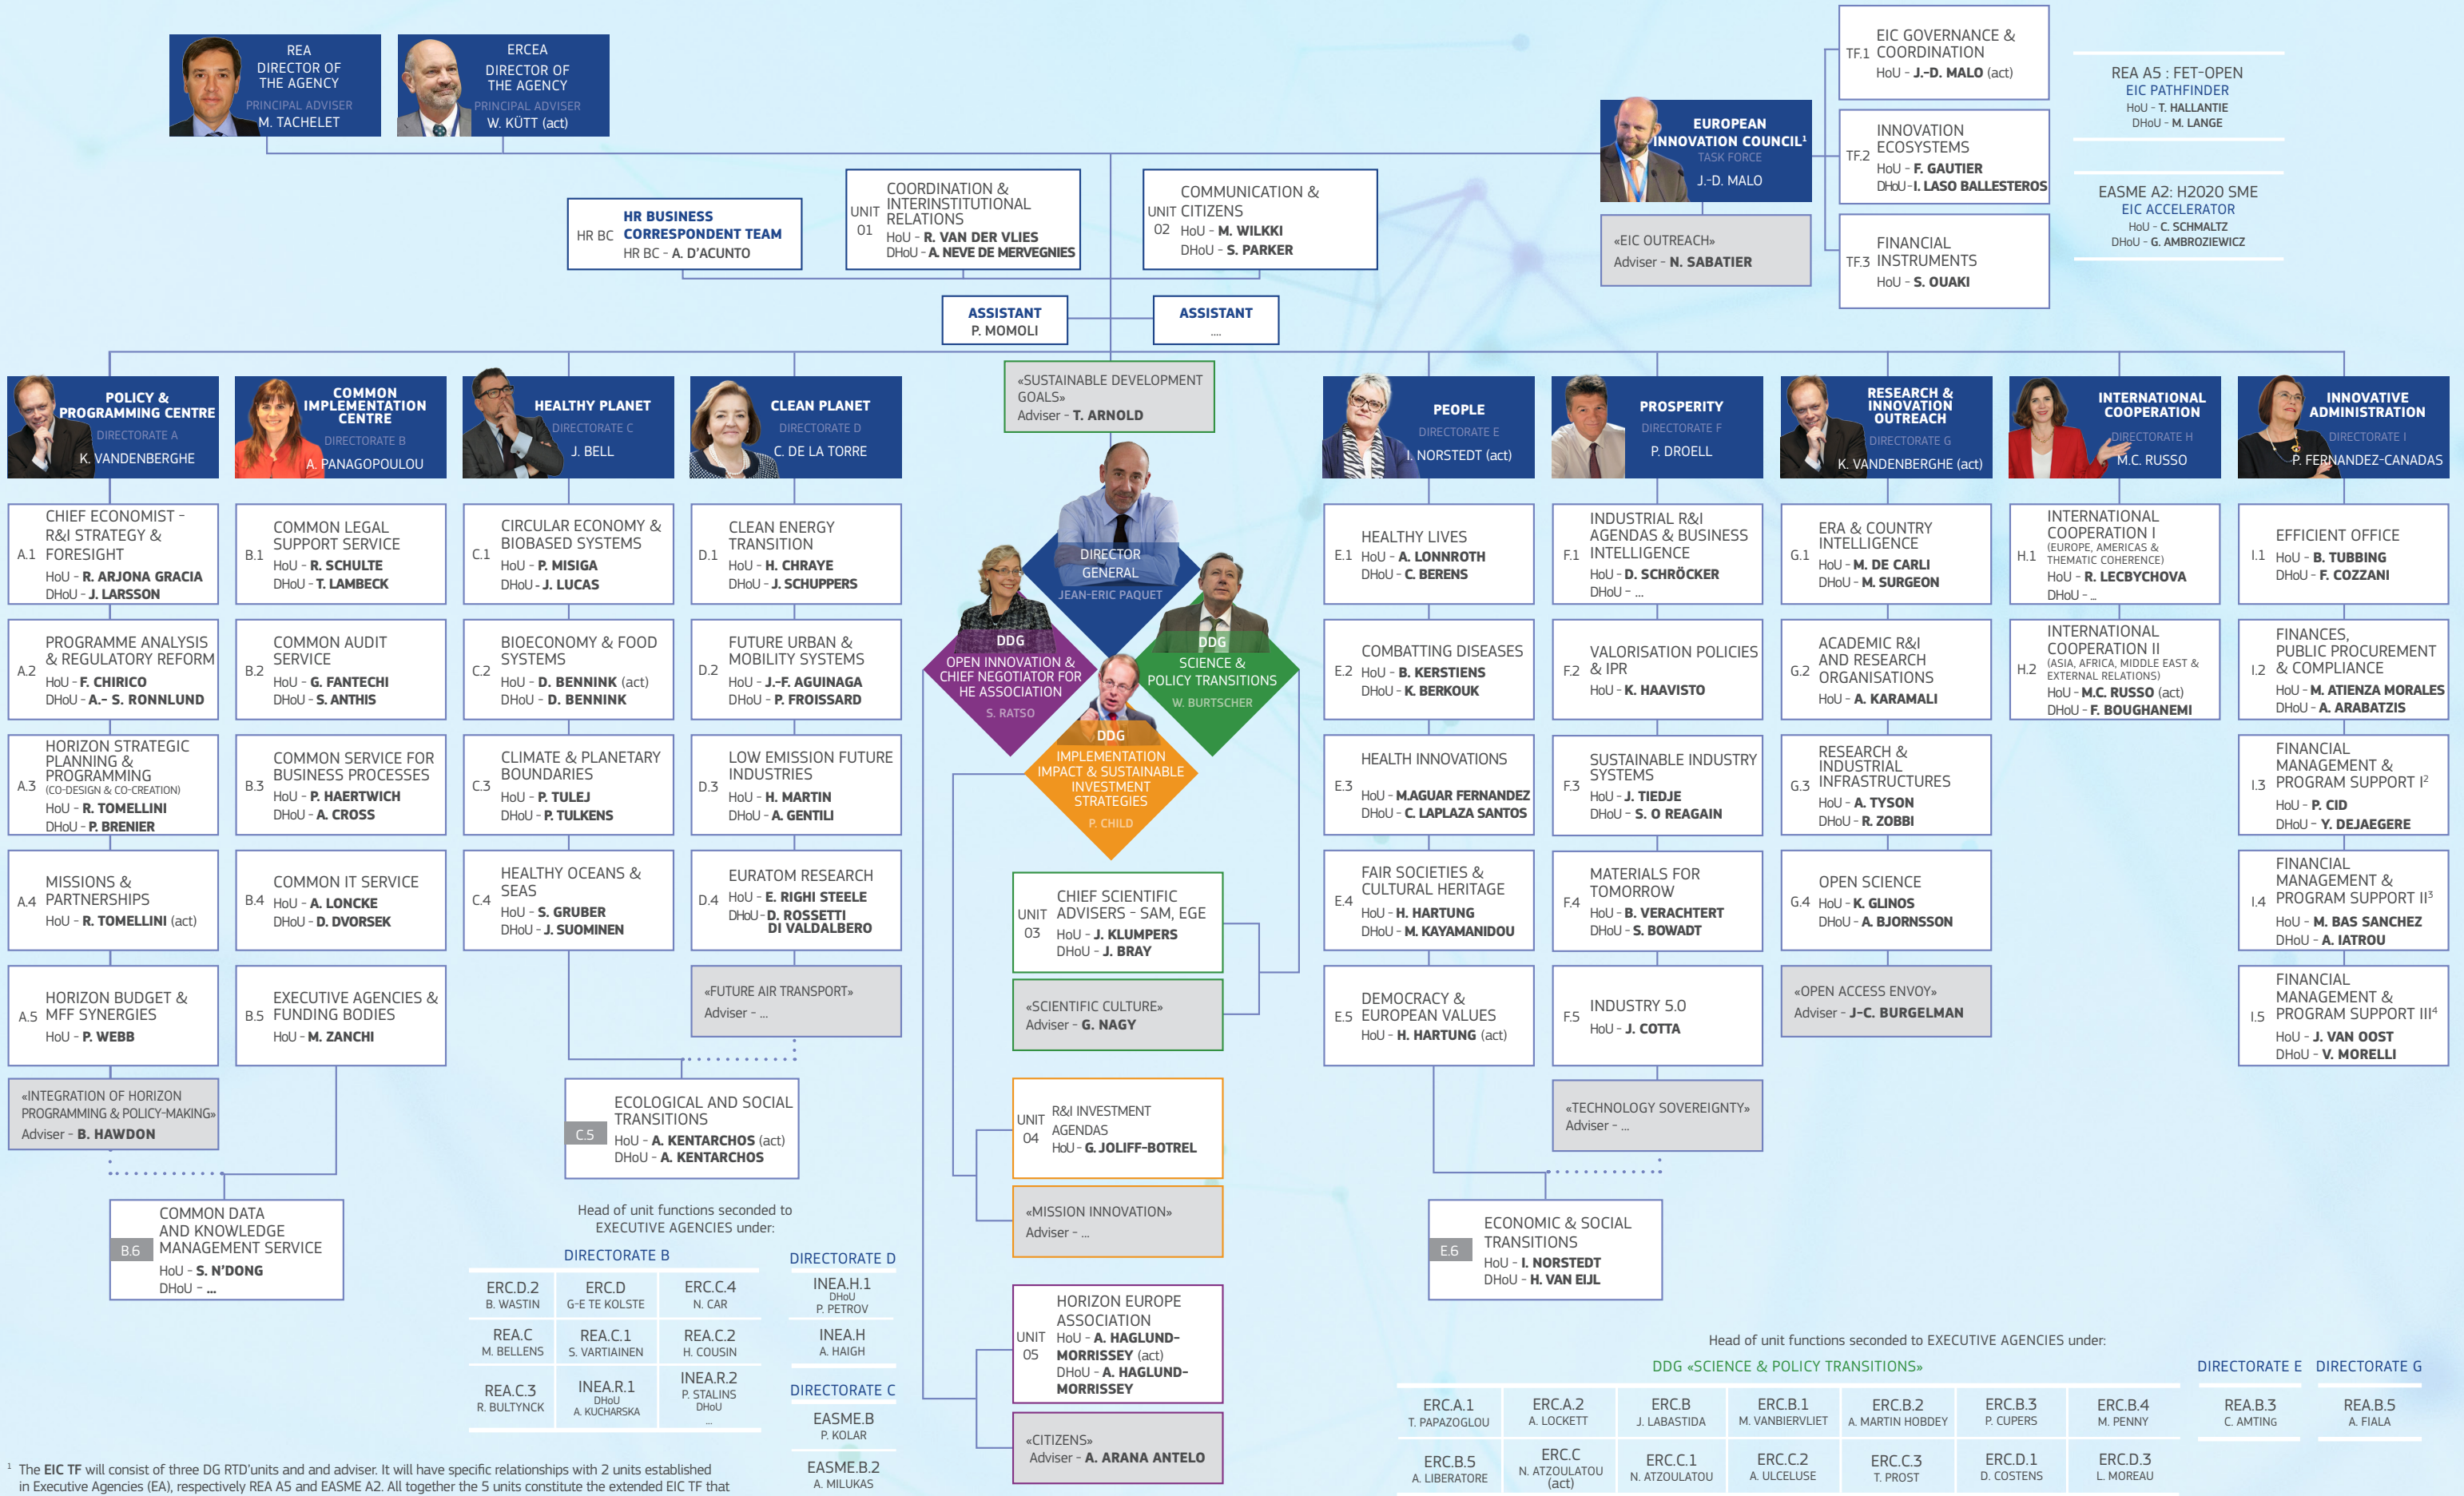 REA
DIRECTOR OF
THE AGENCY
PRINCIPAL ADVISER
M. TACHELET
ERCEA
DIRECTOR OF
THE AGENCY
PRINCIPAL ADVISER
W. KÜTT (act)
EUROPEAN
INNOVATION COUNCIL¹
TASK FORCE
J.-D. MALO
«EIC OUTREACH»
Adviser - N. SABATIER
TF.1
EIC GOVERNANCE &
COORDINATION
HoU - J.-D. MALO (act)
TF.2
INNOVATION
ECOSYSTEMS
HoU - F. GAUTIER
DHoU - I. LASO BALLESTEROS
TF.3
FINANCIAL
INSTRUMENTS
HoU - S. OUAKI
REA A5 : FET-OPEN
EIC PATHFINDER
HoU - T. HALLANTIE
DHoU - M. LANGE
EASME A2: H2020 SME
EIC ACCELERATOR
HoU - C. SCHMALTZ
DHoU - G. AMBROZIEWICZ
HR BC
HR BUSINESS
CORRESPONDENT TEAM
HR BC - A. D'ACUNTO
UNIT
01
COORDINATION &
INTERINSTITUTIONAL
RELATIONS
HoU - R. VAN DER VLIES
DHoU - A. NEVE DE MERVEGNIES
UNIT
02
COMMUNICATION &
CITIZENS
HoU - M. WILKKI
DHoU - S. PARKER
ASSISTANT
P. MOMOLI
ASSISTANT
....
«SUSTAINABLE DEVELOPMENT
GOALS»
Adviser - T. ARNOLD
POLICY &
PROGRAMMING CENTRE
DIRECTORATE A
K. VANDENBERGHE
A.1
CHIEF ECONOMIST -
R&I STRATEGY &
FORESIGHT
HoU - R. ARJONA GRACIA
DHoU - J. LARSSON
A.2
PROGRAMME ANALYSIS
& REGULATORY REFORM
HoU - F. CHIRICO
DHoU - A.- S. RONNLUND
A.3
HORIZON STRATEGIC
PLANNING &
PROGRAMMING
(CO-DESIGN & CO-CREATION)
HoU - R. TOMELLINI
DHoU - P. BRENIER
A.4
MISSIONS &
PARTNERSHIPS
HoU - R. TOMELLINI (act)
A.5
HORIZON BUDGET &
MFF SYNERGIES
HoU - P. WEBB
«INTEGRATION OF HORIZON
PROGRAMMING & POLICY-MAKING»
Adviser - B. HAWDON
COMMON
IMPLEMENTATION
CENTRE
DIRECTORATE B
A. PANAGOPOULOU
B.1
COMMON LEGAL
SUPPORT SERVICE
HoU - R. SCHULTE
DHoU - T. LAMBECK
B.2
COMMON AUDIT
SERVICE
HoU - G. FANTECHI
DHoU - S. ANTHIS
B.3
COMMON SERVICE FOR
BUSINESS PROCESSES
HoU - P. HAERTWICH
DHoU - A. CROSS
B.4
COMMON IT SERVICE
HoU - A. LONCKE
DHoU - D. DVORSEK
B.5
EXECUTIVE AGENCIES &
FUNDING BODIES
HoU - M. ZANCHI
B.6
COMMON DATA
AND KNOWLEDGE
MANAGEMENT SERVICE
HoU - S. N'DONG
DHoU - ...
HEALTHY PLANET
DIRECTORATE C
J. BELL
C.1
CIRCULAR ECONOMY &
BIOBASED SYSTEMS
HoU - P. MISIGA
DHoU - J. LUCAS
C.2
BIOECONOMY & FOOD
SYSTEMS
HoU - D. BENNINK (act)
DHoU - D. BENNINK
C.3
CLIMATE & PLANETARY
BOUNDARIES
HoU - P. TULEJ
DHoU - P. TULKENS
C.4
HEALTHY OCEANS &
SEAS
HoU - S. GRUBER
DHoU - J. SUOMINEN
C.5
ECOLOGICAL AND SOCIAL
TRANSITIONS
HoU - A. KENTARCHOS (act)
DHoU - A. KENTARCHOS
CLEAN PLANET
DIRECTORATE D
C. DE LA TORRE
D.1
CLEAN ENERGY
TRANSITION
HoU - H. CHRAYE
DHoU - J. SCHUPPERS
D.2
FUTURE URBAN &
MOBILITY SYSTEMS
HoU - J.-F. AGUINAGA
DHoU - P. FROISSARD
D.3
LOW EMISSION FUTURE
INDUSTRIES
HoU - H. MARTIN
DHoU - A. GENTILI
D.4
EURATOM RESEARCH
HoU - E. RIGHI STEELE
DHoU - D. ROSSETTI
DI VALDALBERO
«FUTURE AIR TRANSPORT»
Adviser - ...
DIRECTOR
GENERAL
JEAN-ERIC PAQUET
DDG
OPEN INNOVATION &
CHIEF NEGOTIATOR FOR
HE ASSOCIATION
S. RATSO
DDG
SCIENCE &
POLICY TRANSITIONS
W. BURTSCHER
DDG
IMPLEMENTATION
IMPACT & SUSTAINABLE
INVESTMENT
STRATEGIES
P. CHILD
UNIT
03
CHIEF SCIENTIFIC
ADVISERS - SAM, EGE
HoU - J. KLUMPERS
DHoU - J. BRAY
«SCIENTIFIC CULTURE»
Adviser - G. NAGY
UNIT
04
R&I INVESTMENT
AGENDAS
HoU - G. JOLIFF-BOTREL
«MISSION INNOVATION»
Adviser - ...
UNIT
05
HORIZON EUROPE
ASSOCIATION
HoU - A. HAGLUND-
MORRISSEY (act)
DHoU - A. HAGLUND-
MORRISSEY
«CITIZENS»
Adviser - A. ARANA ANTELO
PEOPLE
DIRECTORATE E
I. NORSTEDT (act)
E.1
HEALTHY LIVES
HoU - A. LONNROTH
DHoU - C. BERENS
E.2
COMBATTING DISEASES
HoU - B. KERSTIENS
DHoU - K. BERKOUK
E.3
HEALTH INNOVATIONS
HoU - M.AGUAR FERNANDEZ
DHoU - C. LAPLAZA SANTOS
E.4
FAIR SOCIETIES &
CULTURAL HERITAGE
HoU - H. HARTUNG
DHoU - M. KAYAMANIDOU
E.5
DEMOCRACY &
EUROPEAN VALUES
HoU - H. HARTUNG (act)
E.6
ECONOMIC & SOCIAL
TRANSITIONS
HoU - I. NORSTEDT
DHoU - H. VAN EIJL
PROSPERITY
DIRECTORATE F
P. DROELL
F.1
INDUSTRIAL R&I
AGENDAS & BUSINESS
INTELLIGENCE
HoU - D. SCHRÖCKER
DHoU - ...
F.2
VALORISATION POLICIES
& IPR
HoU - K. HAAVISTO
F.3
SUSTAINABLE INDUSTRY
SYSTEMS
HoU - J. TIEDJE
DHoU - S. O REAGAIN
F.4
MATERIALS FOR
TOMORROW
HoU - B. VERACHTERT
DHoU - S. BOWADT
F.5
INDUSTRY 5.0
HoU - J. COTTA
«TECHNOLOGY SOVEREIGNTY»
Adviser - ...
RESEARCH &
INNOVATION
OUTREACH
DIRECTORATE G
K. VANDENBERGHE (act)
G.1
ERA & COUNTRY
INTELLIGENCE
HoU - M. DE CARLI
DHoU - M. SURGEON
G.2
ACADEMIC R&I
AND RESEARCH
ORGANISATIONS
HoU - A. KARAMALI
G.3
RESEARCH &
INDUSTRIAL
INFRASTRUCTURES
HoU - A. TYSON
DHoU - R. ZOBBI
G.4
OPEN SCIENCE
HoU - K. GLINOS
DHoU - A. BJORNSSON
«OPEN ACCESS ENVOY»
Adviser - J-C. BURGELMAN
INTERNATIONAL
COOPERATION
DIRECTORATE H
M.C. RUSSO
H.1
INTERNATIONAL
COOPERATION I
(EUROPE, AMERICAS &
THEMATIC COHERENCE)
HoU - R. LECBYCHOVA
DHoU - ...
H.2
INTERNATIONAL
COOPERATION II
(ASIA, AFRICA, MIDDLE EAST &
EXTERNAL RELATIONS)
HoU - M.C. RUSSO (act)
DHoU - F. BOUGHANEMI
INNOVATIVE
ADMINISTRATION
DIRECTORATE I
P. FERNANDEZ-CANADAS
I.1
EFFICIENT OFFICE
HoU - B. TUBBING
DHoU - F. COZZANI
I.2
FINANCES,
PUBLIC PROCUREMENT
& COMPLIANCE
HoU - M. ATIENZA MORALES
DHoU - A. ARABATZIS
I.3
FINANCIAL
MANAGEMENT &
PROGRAM SUPPORT I²
HoU - P. CID
DHoU - Y. DEJAEGERE
I.4
FINANCIAL
MANAGEMENT &
PROGRAM SUPPORT II³
HoU - M. BAS SANCHEZ
DHoU - A. IATROU
I.5
FINANCIAL
MANAGEMENT &
PROGRAM SUPPORT III⁴
HoU - J. VAN OOST
DHoU - V. MORELLI
Head of unit functions seconded to
EXECUTIVE AGENCIES under:
DIRECTORATE B
ERC.D.2
B. WASTIN
ERC.D
G-E TE KOLSTE
ERC.C.4
N. CAR
REA.C
M. BELLENS
REA.C.1
S. VARTIAINEN
REA.C.2
H. COUSIN
REA.C.3
R. BULTYNCK
INEA.R.1
DHoU
A. KUCHARSKA
INEA.R.2
P. STALINS
DHoU
...
DIRECTORATE D
INEA.H.1
DHoU
P. PETROV
INEA.H
A. HAIGH
DIRECTORATE C
EASME.B
P. KOLAR
EASME.B.2
A. MILUKAS
Head of unit functions seconded to EXECUTIVE AGENCIES under:
DDG «SCIENCE & POLICY TRANSITIONS»
ERC.A.1
T. PAPAZOGLOU
ERC.A.2
A. LOCKETT
ERC.B
J. LABASTIDA
ERC.B.1
M. VANBIERVLIET
ERC.B.2
A. MARTIN HOBDEY
ERC.B.3
P. CUPERS
ERC.B.4
M. PENNY
ERC.B.5
A. LIBERATORE
ERC.C
N. ATZOULATOU
(act)
ERC.C.1
N. ATZOULATOU
ERC.C.2
A. ULCELUSE
ERC.C.3
T. PROST
ERC.D.1
D. COSTENS
ERC.D.3
L. MOREAU
DIRECTORATE E
REA.B.3
C. AMTING
DIRECTORATE G
REA.B.5
A. FIALA
¹ The EIC TF will consist of three DG RTD'units and and adviser. It will have specific relationships with 2 units established
in Executive Agencies (EA), respectively REA A5 and EASME A2. All together the 5 units constitute the extended EIC TF that